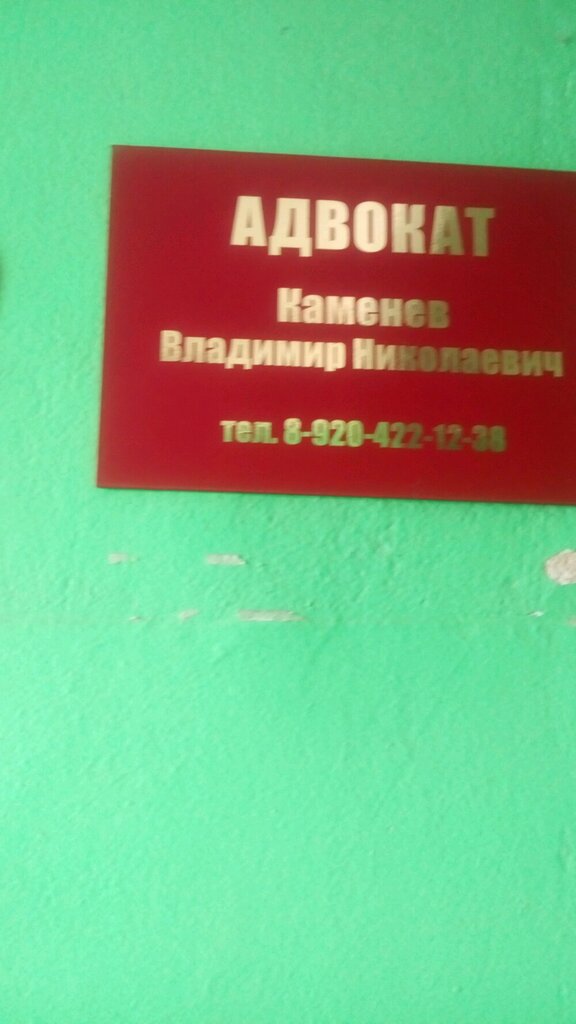 АДВОКАТ
Каменев
Владимир Николаевич
тел. 8-920-422-12-38